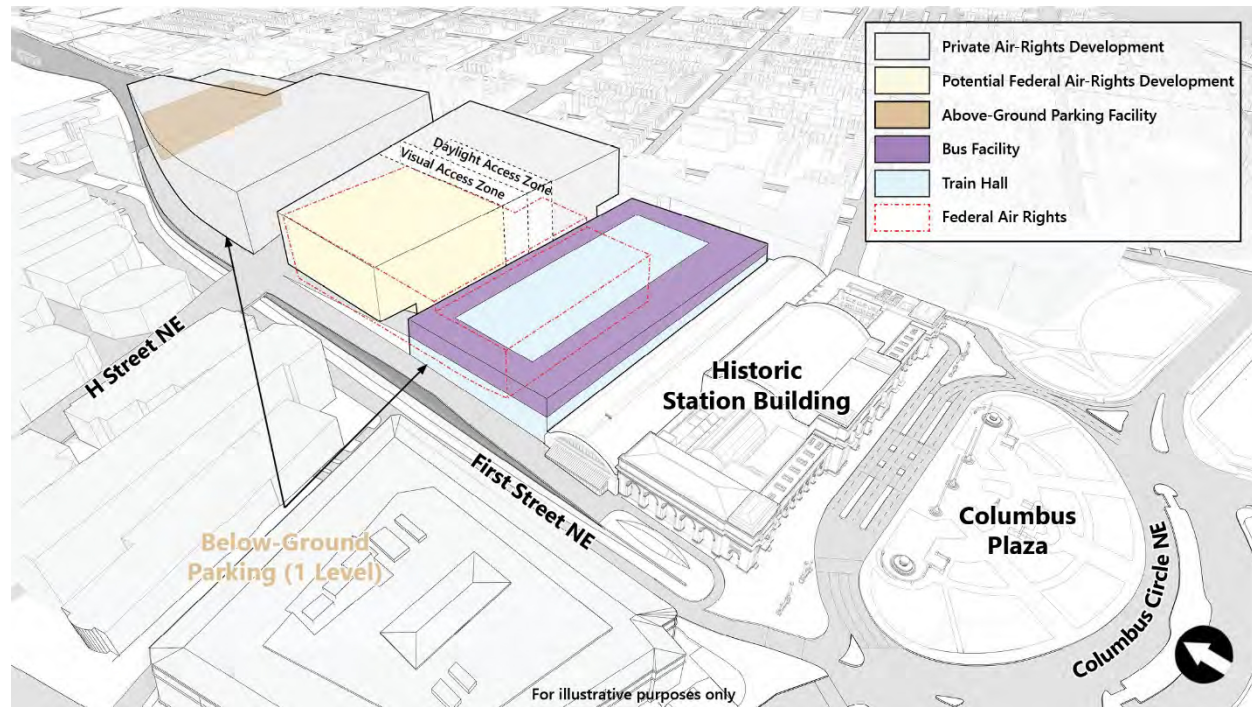 Private Air-Rights Development
Potential Federal Air-Rights Development
Above-Ground Parking Facility
Bus Facility
Train Hall
Federal Air Rights
Daylight Access Zone
Visual Access Zone
H Street NE
Historic
Station Building
First Street NE
Columbus
Plaza
Below-Ground
Parking (1 Level)
Columbus Circle NE
For illustrative purposes only